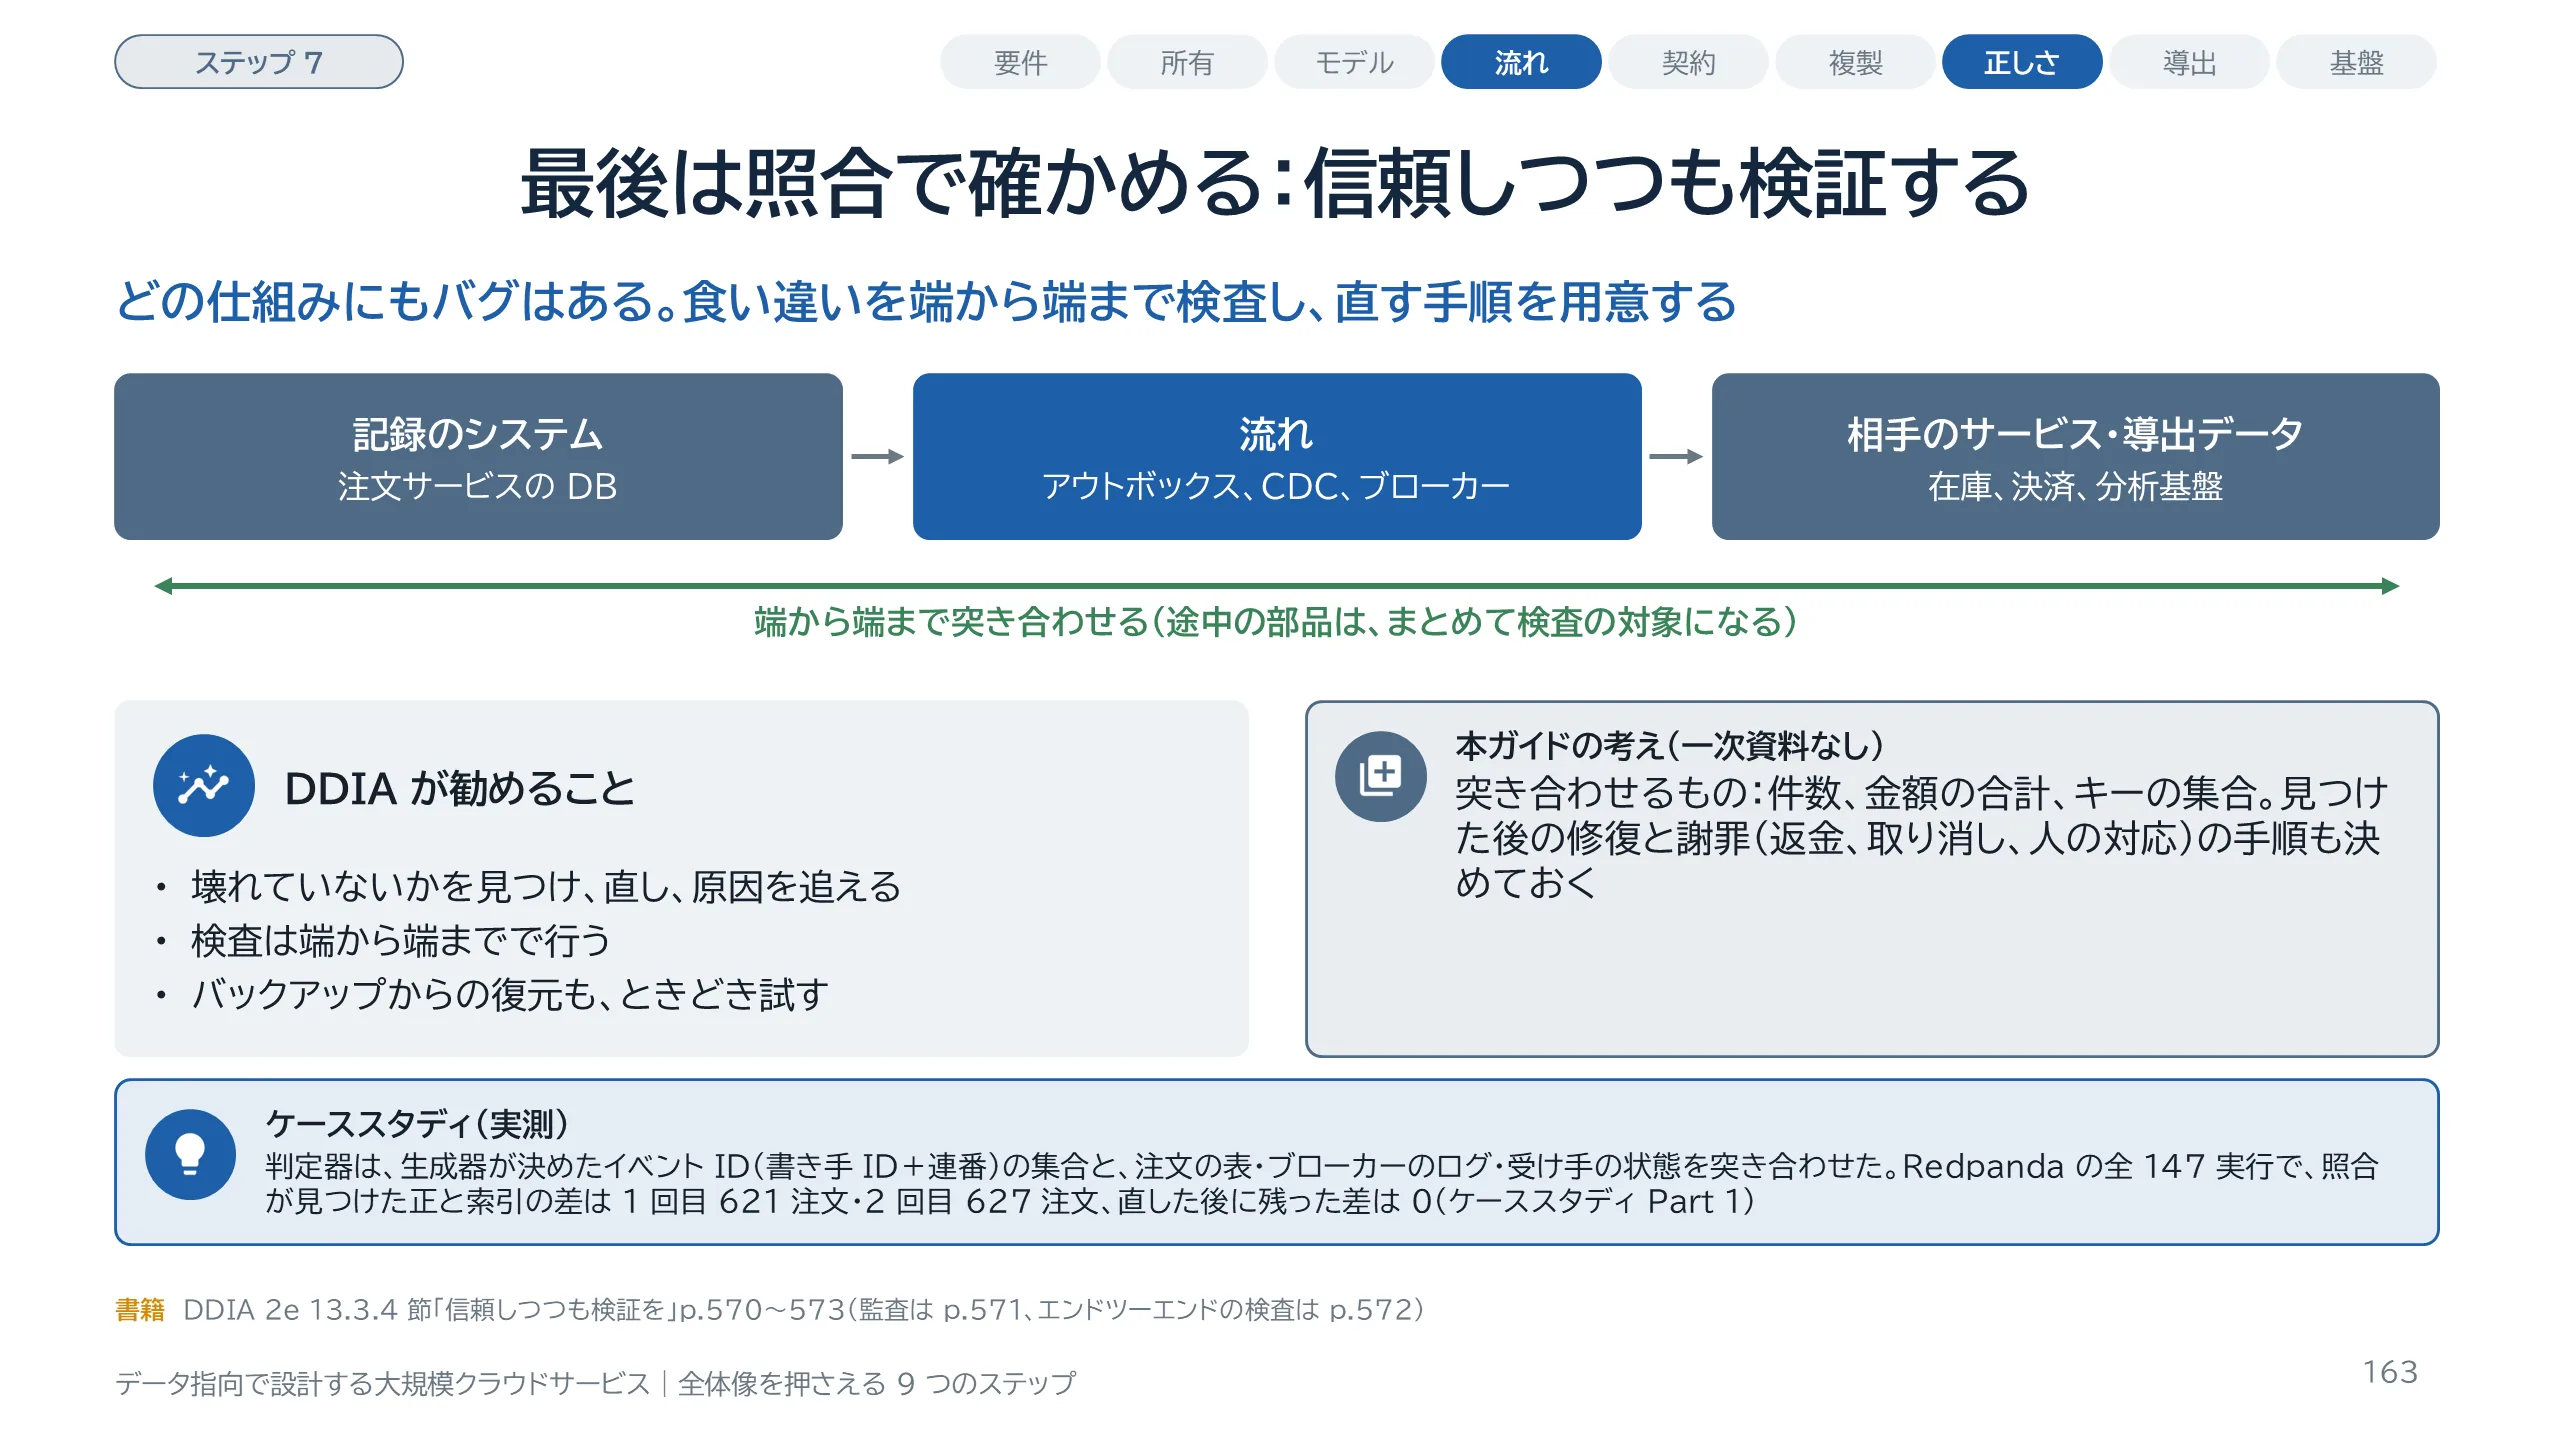 ステップ 7
要件
所有
モデル
流れ
契約
複製
正しさ
導出
基盤
最後は照合で確かめる：信頼しつつも検証する
どの仕組みにもバグはある。食い違いを端から端まで検査し、直す手順を用意する
記録のシステム
注文サービスの DB
流れ
アウトボックス、CDC、ブローカー
相手のサービス・導出データ
在庫、決済、分析基盤
端から端まで突き合わせる（途中の部品は、まとめて検査の対象になる）
DDIA が勧めること
・ 壊れていないかを見つけ、直し、原因を追える
・ 検査は端から端までで行う
・ バックアップからの復元も、ときどき試す
本ガイドの考え（一次資料なし）
突き合わせるもの：件数、金額の合計、キーの集合。見つけ
た後の修復と謝罪（返金、取り消し、人の対応）の手順も決
めておく
ケーススタディ（実測）
判定器は、生成器が決めたイベント ID（書き手 ID＋連番）の集合と、注文の表・ブローカーのログ・受け手の状態を突き合わせた。Redpanda の全 147 実行で、照合
が見つけた正と索引の差は 1 回目 621 注文・2 回目 627 注文、直した後に残った差は 0（ケーススタディ Part 1）
書籍 DDIA 2e 13.3.4 節「信頼しつつも検証を」p.570～573（監査は p.571、エンドツーエンドの検査は p.572）
データ指向で設計する大規模クラウドサービス｜全体像を押さえる 9 つのステップ
163